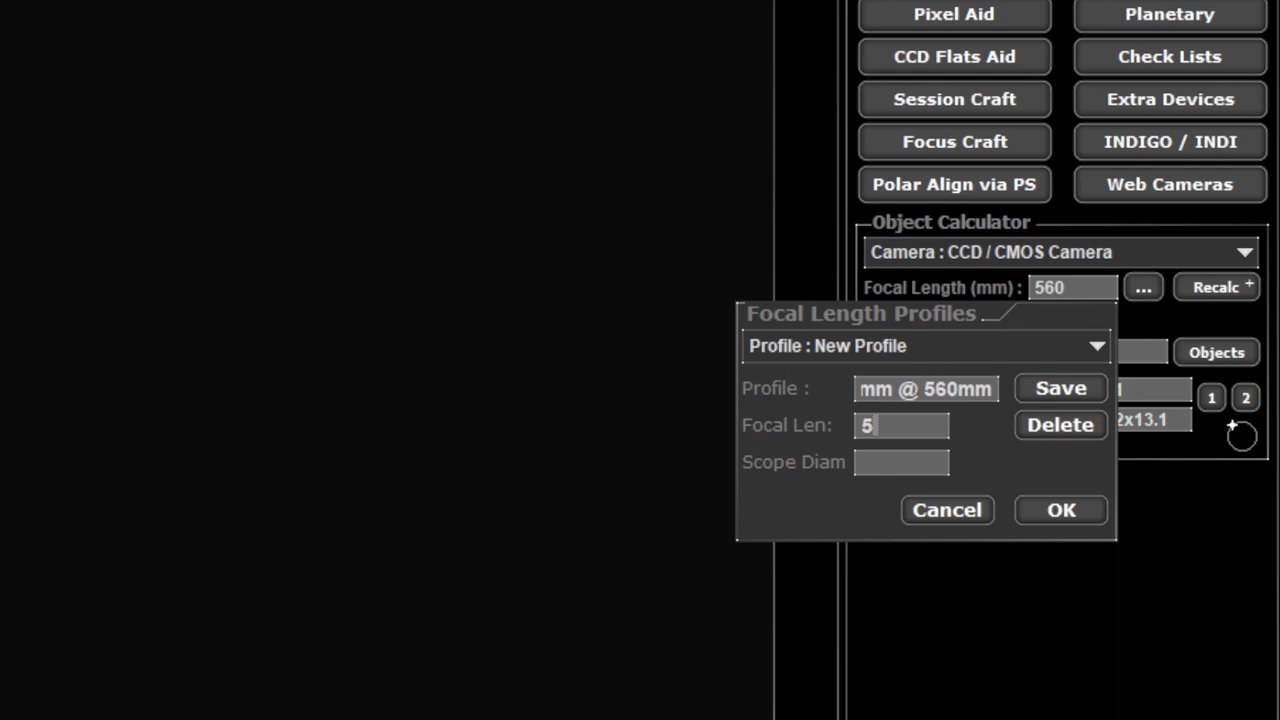 Pixel Aid Planetary
CCD Flats Aid Check Lists
Session Craft Extra Devices
Focus Craft INDIGO / INDI
Polar Align via PS Web Cameras
Object Calculator
Camera : CCD / CMOS Camera
Focal Length (mm) : 560 ... Recalc +
Focal Length Profiles
Profile : New Profile
Objects
Profile : mm @ 560mm Save
1 2
Focal Len: 5 Delete
2x13.1
Scope Diam
Cancel OK